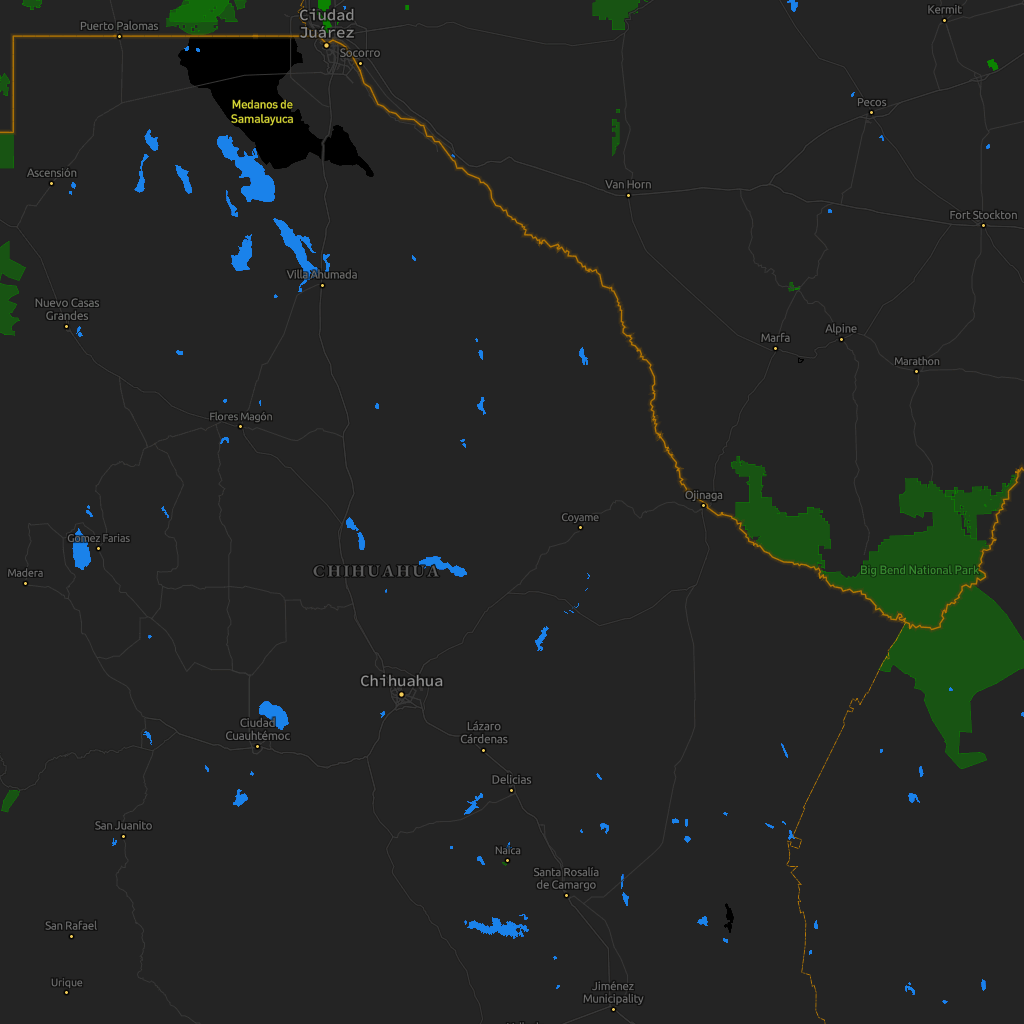 Kermit
Ciudad
Juárez
Puerto Palomas
Socorro
Medanos de
Samalayuca
Pecos
Ascensión
Van Horn
Fort Stockton
Villa Ahumada
Nuevo Casas
Grandes
Marfa
Alpine
Marathon
Flores Magón
Ojinaga
Coyame
Gomez Farias
Madera
CHIHUAHUA
Big Bend National Park
Chihuahua
Ciudad
Cuauhtémoc
Lázaro
Cárdenas
Delicias
San Juanito
Naica
Santa Rosalía
de Camargo
San Rafael
Urique
Jiménez
Municipality